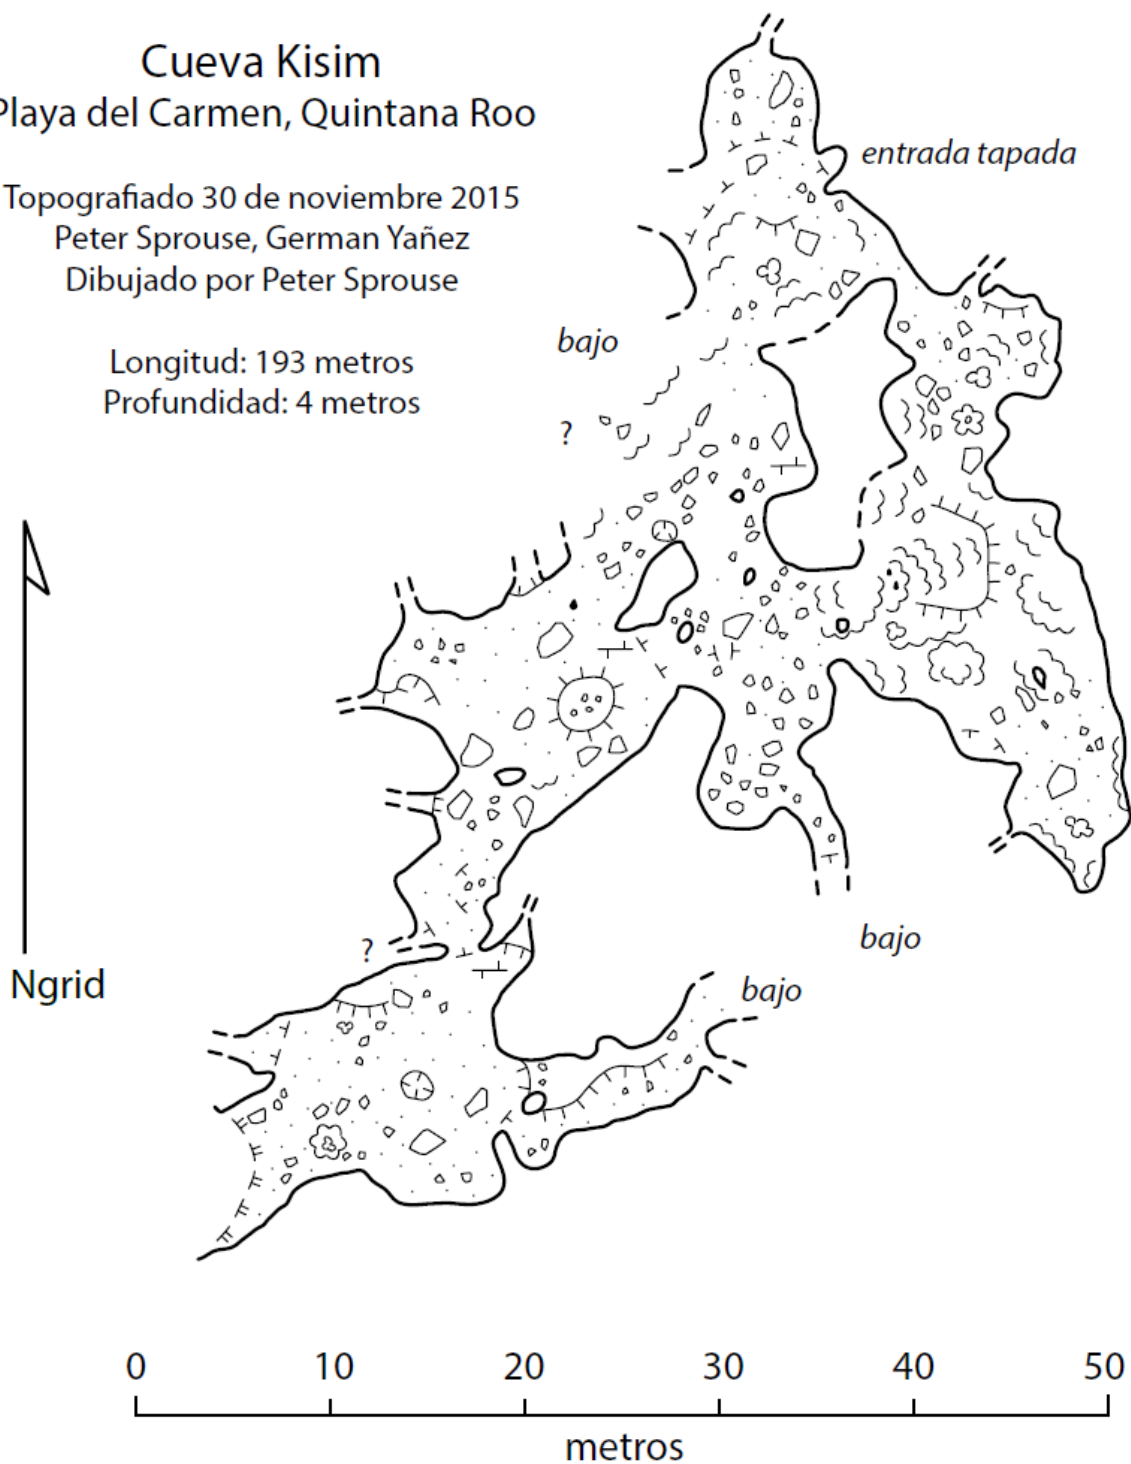 Cueva Kisim
Playa del Carmen, Quintana Roo
Topografiado 30 de noviembre 2015
Peter Sprouse, German Yañez
Dibujado por Peter Sprouse
Longitud: 193 metros
Profundidad: 4 metros
entrada tapada
bajo
?
?
bajo
bajo
Ngrid
0 10 20 30 40 50
metros